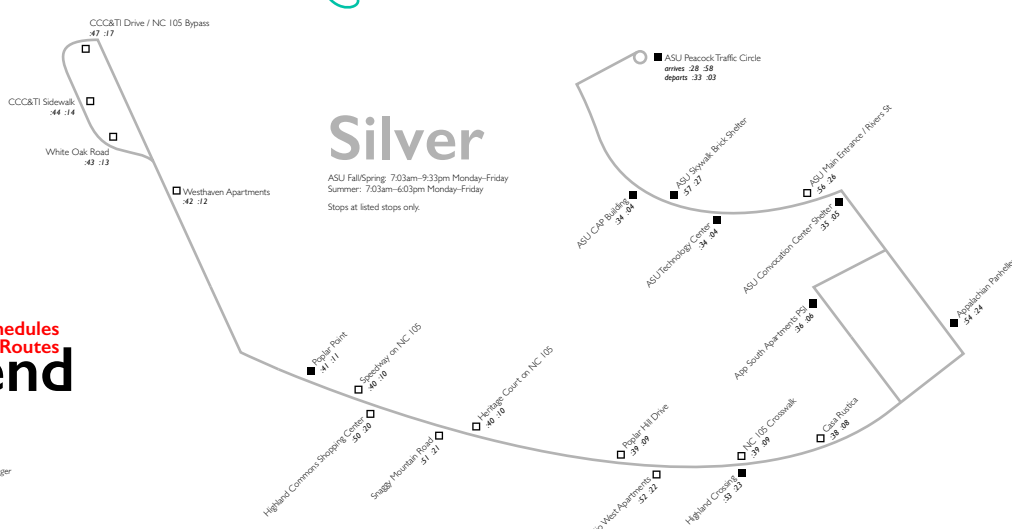 CCC&TI Drive / NC 105 Bypass
:47 :17
CCC&TI Sidewalk
:44 :14
White Oak Road
:43 :13
Westhaven Apartments
:42 :12
Silver
ASU Fall/Spring: 7:03am–9:33pm Monday–Friday
Summer: 7:03am–6:03pm Monday–Friday
Stops at listed stops only.
ASU Peacock Traffic Circle
arrives :28 :58
departs :33 :03
ASU Skywalk Brick Shelter
:57 :27
ASU Main Entrance / Rivers St
:56 :26
ASU CAP Building
:34 :04
ASU Technology Center
:34 :04
ASU Convocation Center Shelter
:35 :05
App South Apartments PSI
:36 :06
Appalachian Panhelle
:54 :24
Poplar Point
:41 :11
Speedway on NC 105
:40 :10
Heritage Court on NC 105
:40 :10
Highland Commons Shopping Center
:50 :20
Snaggy Mountain Road
:51 :21
Poplar Hill Drive
:39 :09
NC 105 Crosswalk
:39 :09
Casa Rustica
:38 :08
West Apartments
:52 :22
Highland Crossing
:53 :23
hedules
Routes
end
ger